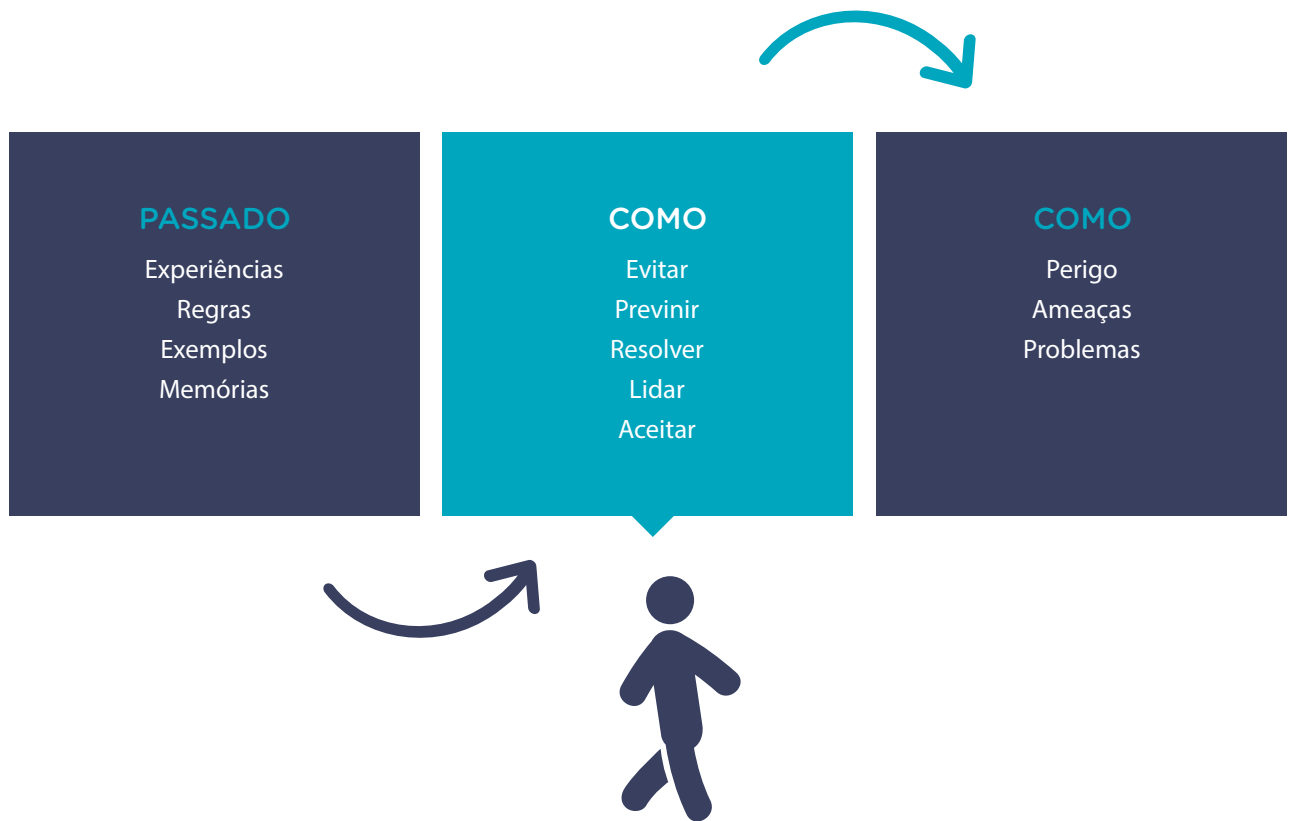 PASSADO
Experiências
Regras
Exemplos
Memórias
COMO
Evitar
Previnir
Resolver
Lidar
Aceitar
COMO
Perigo
Ameaças
Problemas